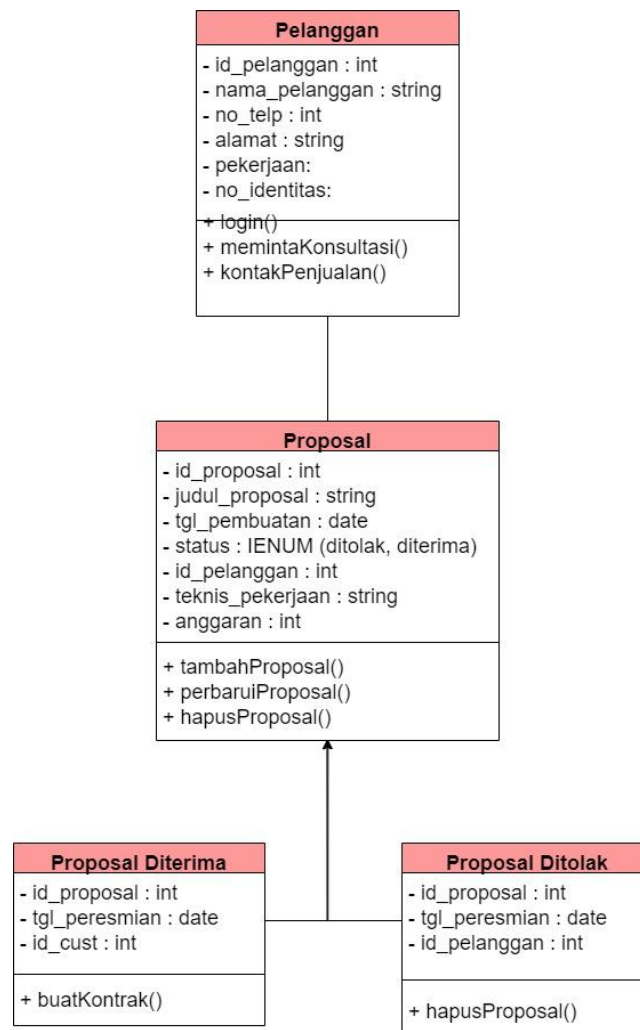 Pelanggan
- id_pelanggan : int
- nama_pelanggan : string
- no_telp : int
- alamat : string
- pekerjaan:
- no_identitas:
+ login()
+ memintaKonsultasi()
+ kontakPenjualan()
Proposal
- id_proposal : int
- judul_proposal : string
- tgl_pembuatan : date
- status : IENUM (ditolak, diterima)
- id_pelanggan : int
- teknis_pekerjaan : string
- anggaran : int
+ tambahProposal()
+ perbaruiProposal()
+ hapusProposal()
Proposal Diterima
- id_proposal : int
- tgl_peresmian : date
- id_cust : int
+ buatKontrak()
Proposal Ditolak
- id_proposal : int
- tgl_peresmian : date
- id_pelanggan : int
+ hapusProposal()